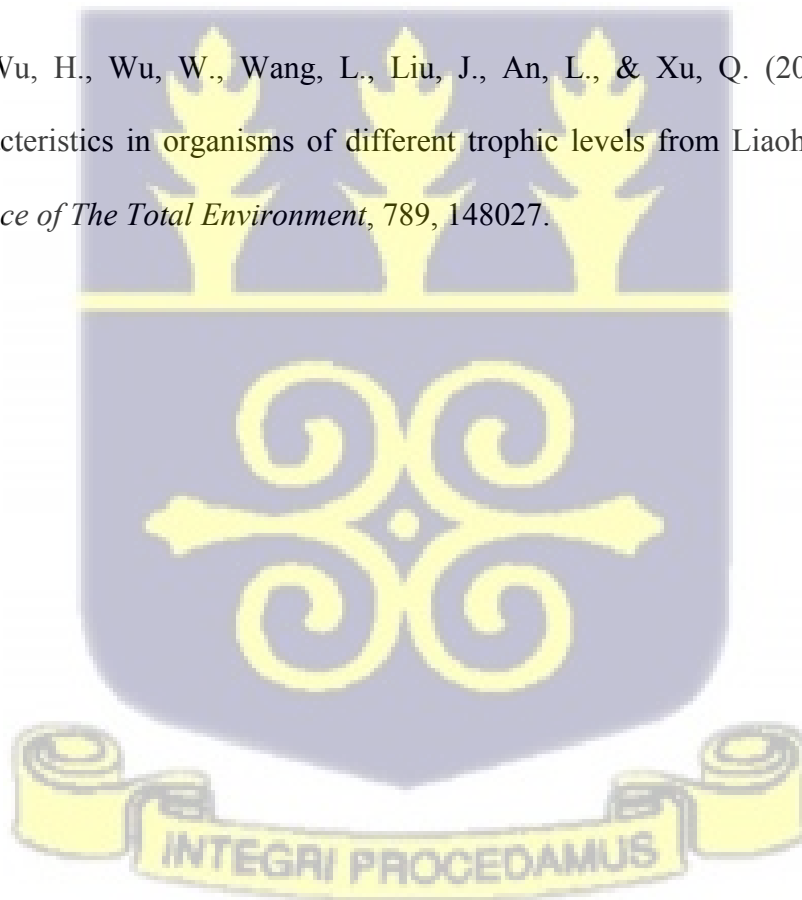 Wu, H., Wu, W., Wang, L., Liu, J., An, L., & Xu, Q. (20
cteristics in organisms of different trophic levels from Liaoh
ce of The Total Environment, 789, 148027.
INTEGRI PROCEDAMUS